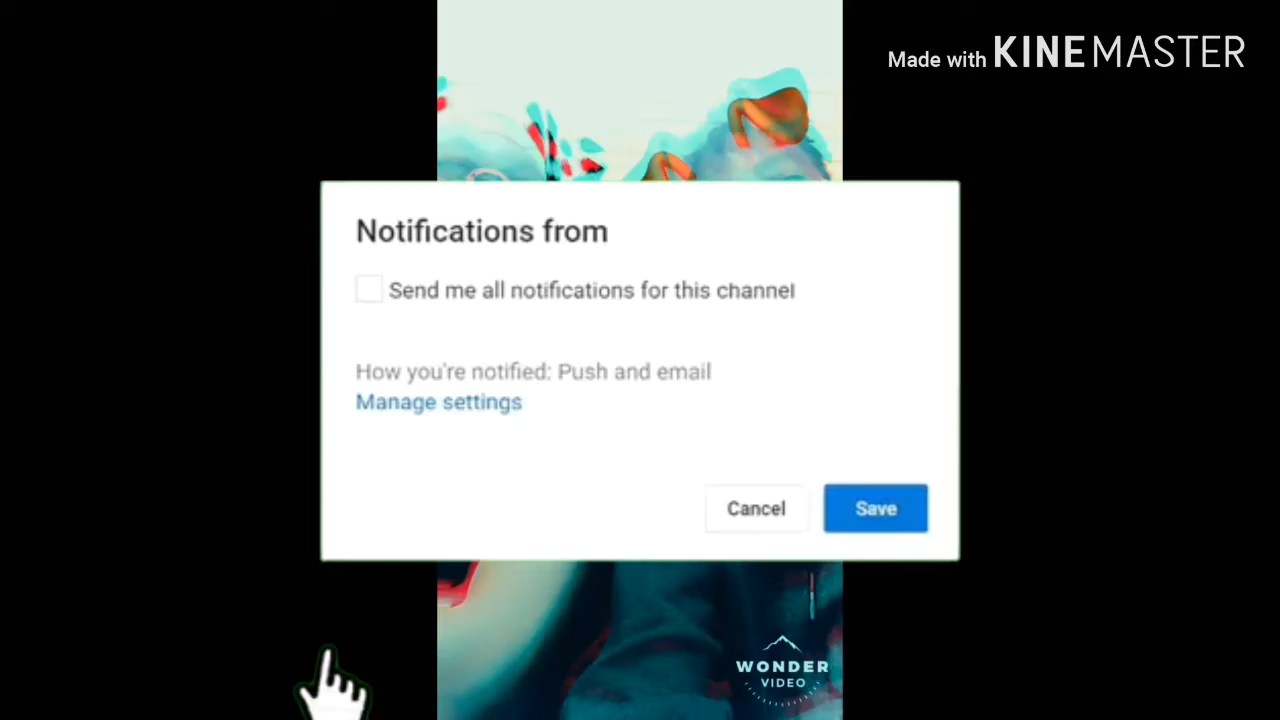 Made with KINEMASTER
Notifications from
Send me all notifications for this channel
How you're notified: Push and email
Manage settings
Cancel
Save
WONDER
VIDEO